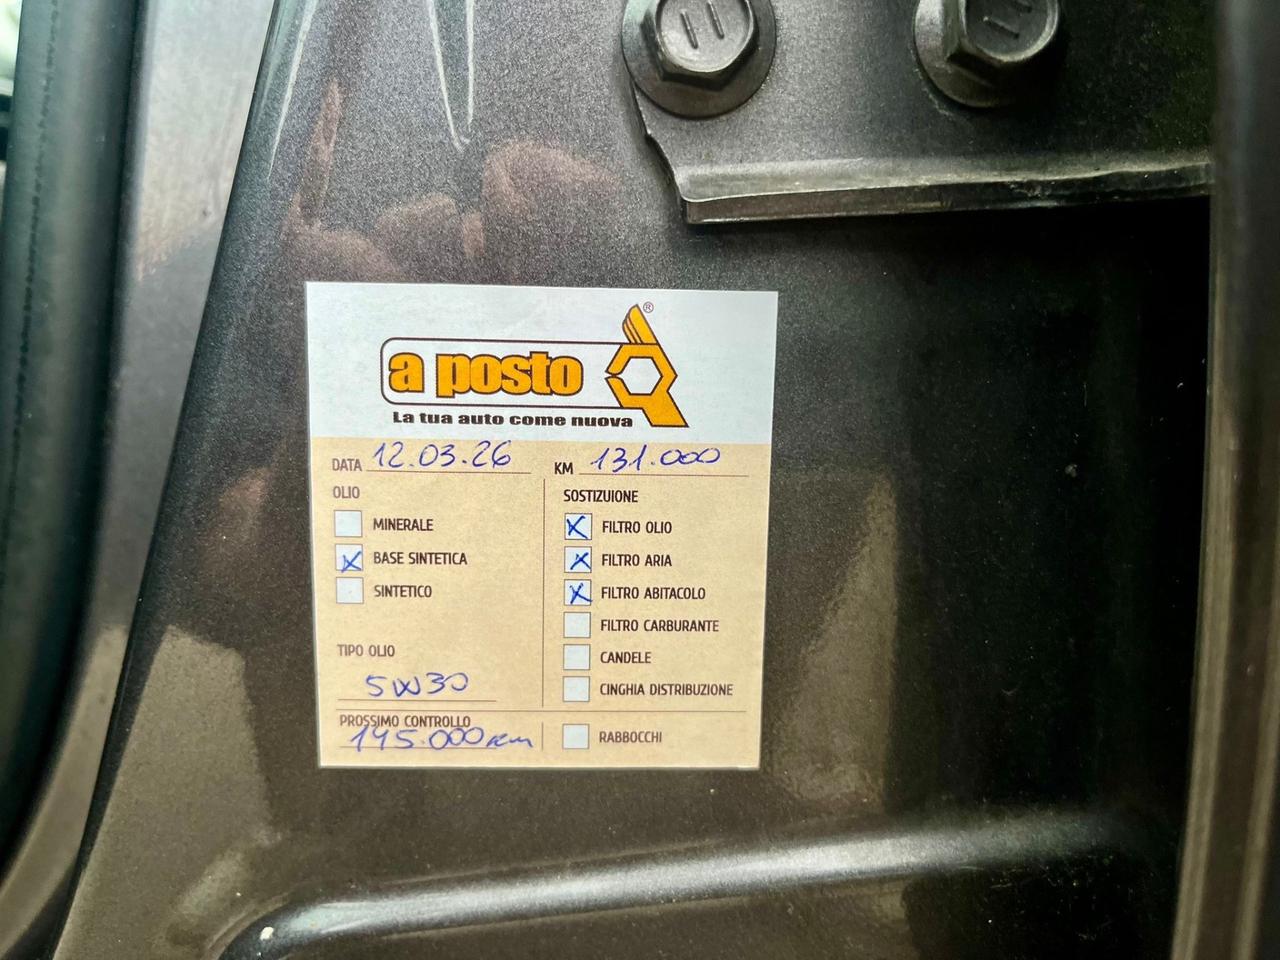 ®
a posto
La tua auto come nuova
DATA 12.03.26 KM 131.000
OLIO SOSTIZUIONE
MINERALE FILTRO OLIO
X BASE SINTETICA X FILTRO ARIA
SINTETICO X FILTRO ABITACOLO
FILTRO CARBURANTE
TIPO OLIO CANDELE
5W30 CINGHIA DISTRIBUZIONE
PROSSIMO CONTROLLO
145.000 km RABBOCCHI